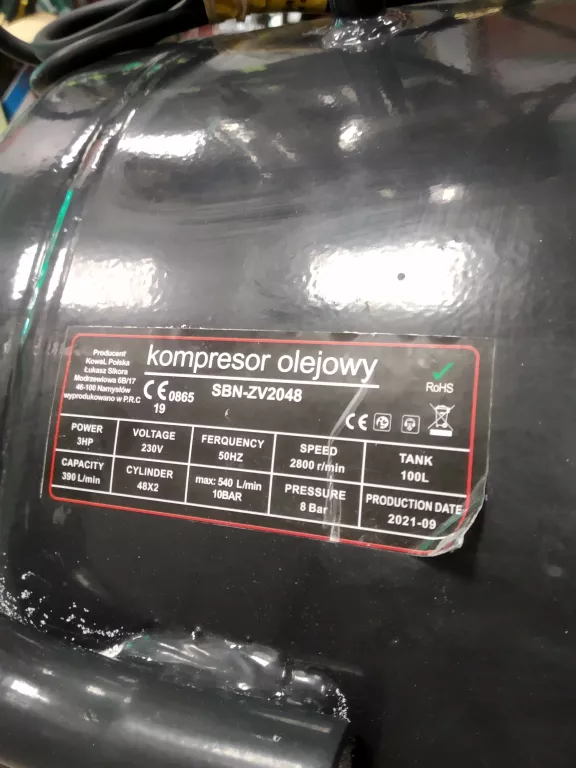 Producent
Kowal. Polska
Łukasz Sikora
Modrzewiowa 6B/17
46-100 Namysłów
wyprodukowano w P.R.C
kompresor olejowy
CE 0865
19
SBN-ZV2048
RoHS
CE
POWER
3HP
VOLTAGE
230V
FERQUENCY
50HZ
SPEED
2800 r/min
TANK
100L
CAPACITY
390 L/min
CYLINDER
48X2
max: 540 L/min
10BAR
PRESSURE
8 Bar
PRODUCTION DATE
2021-09